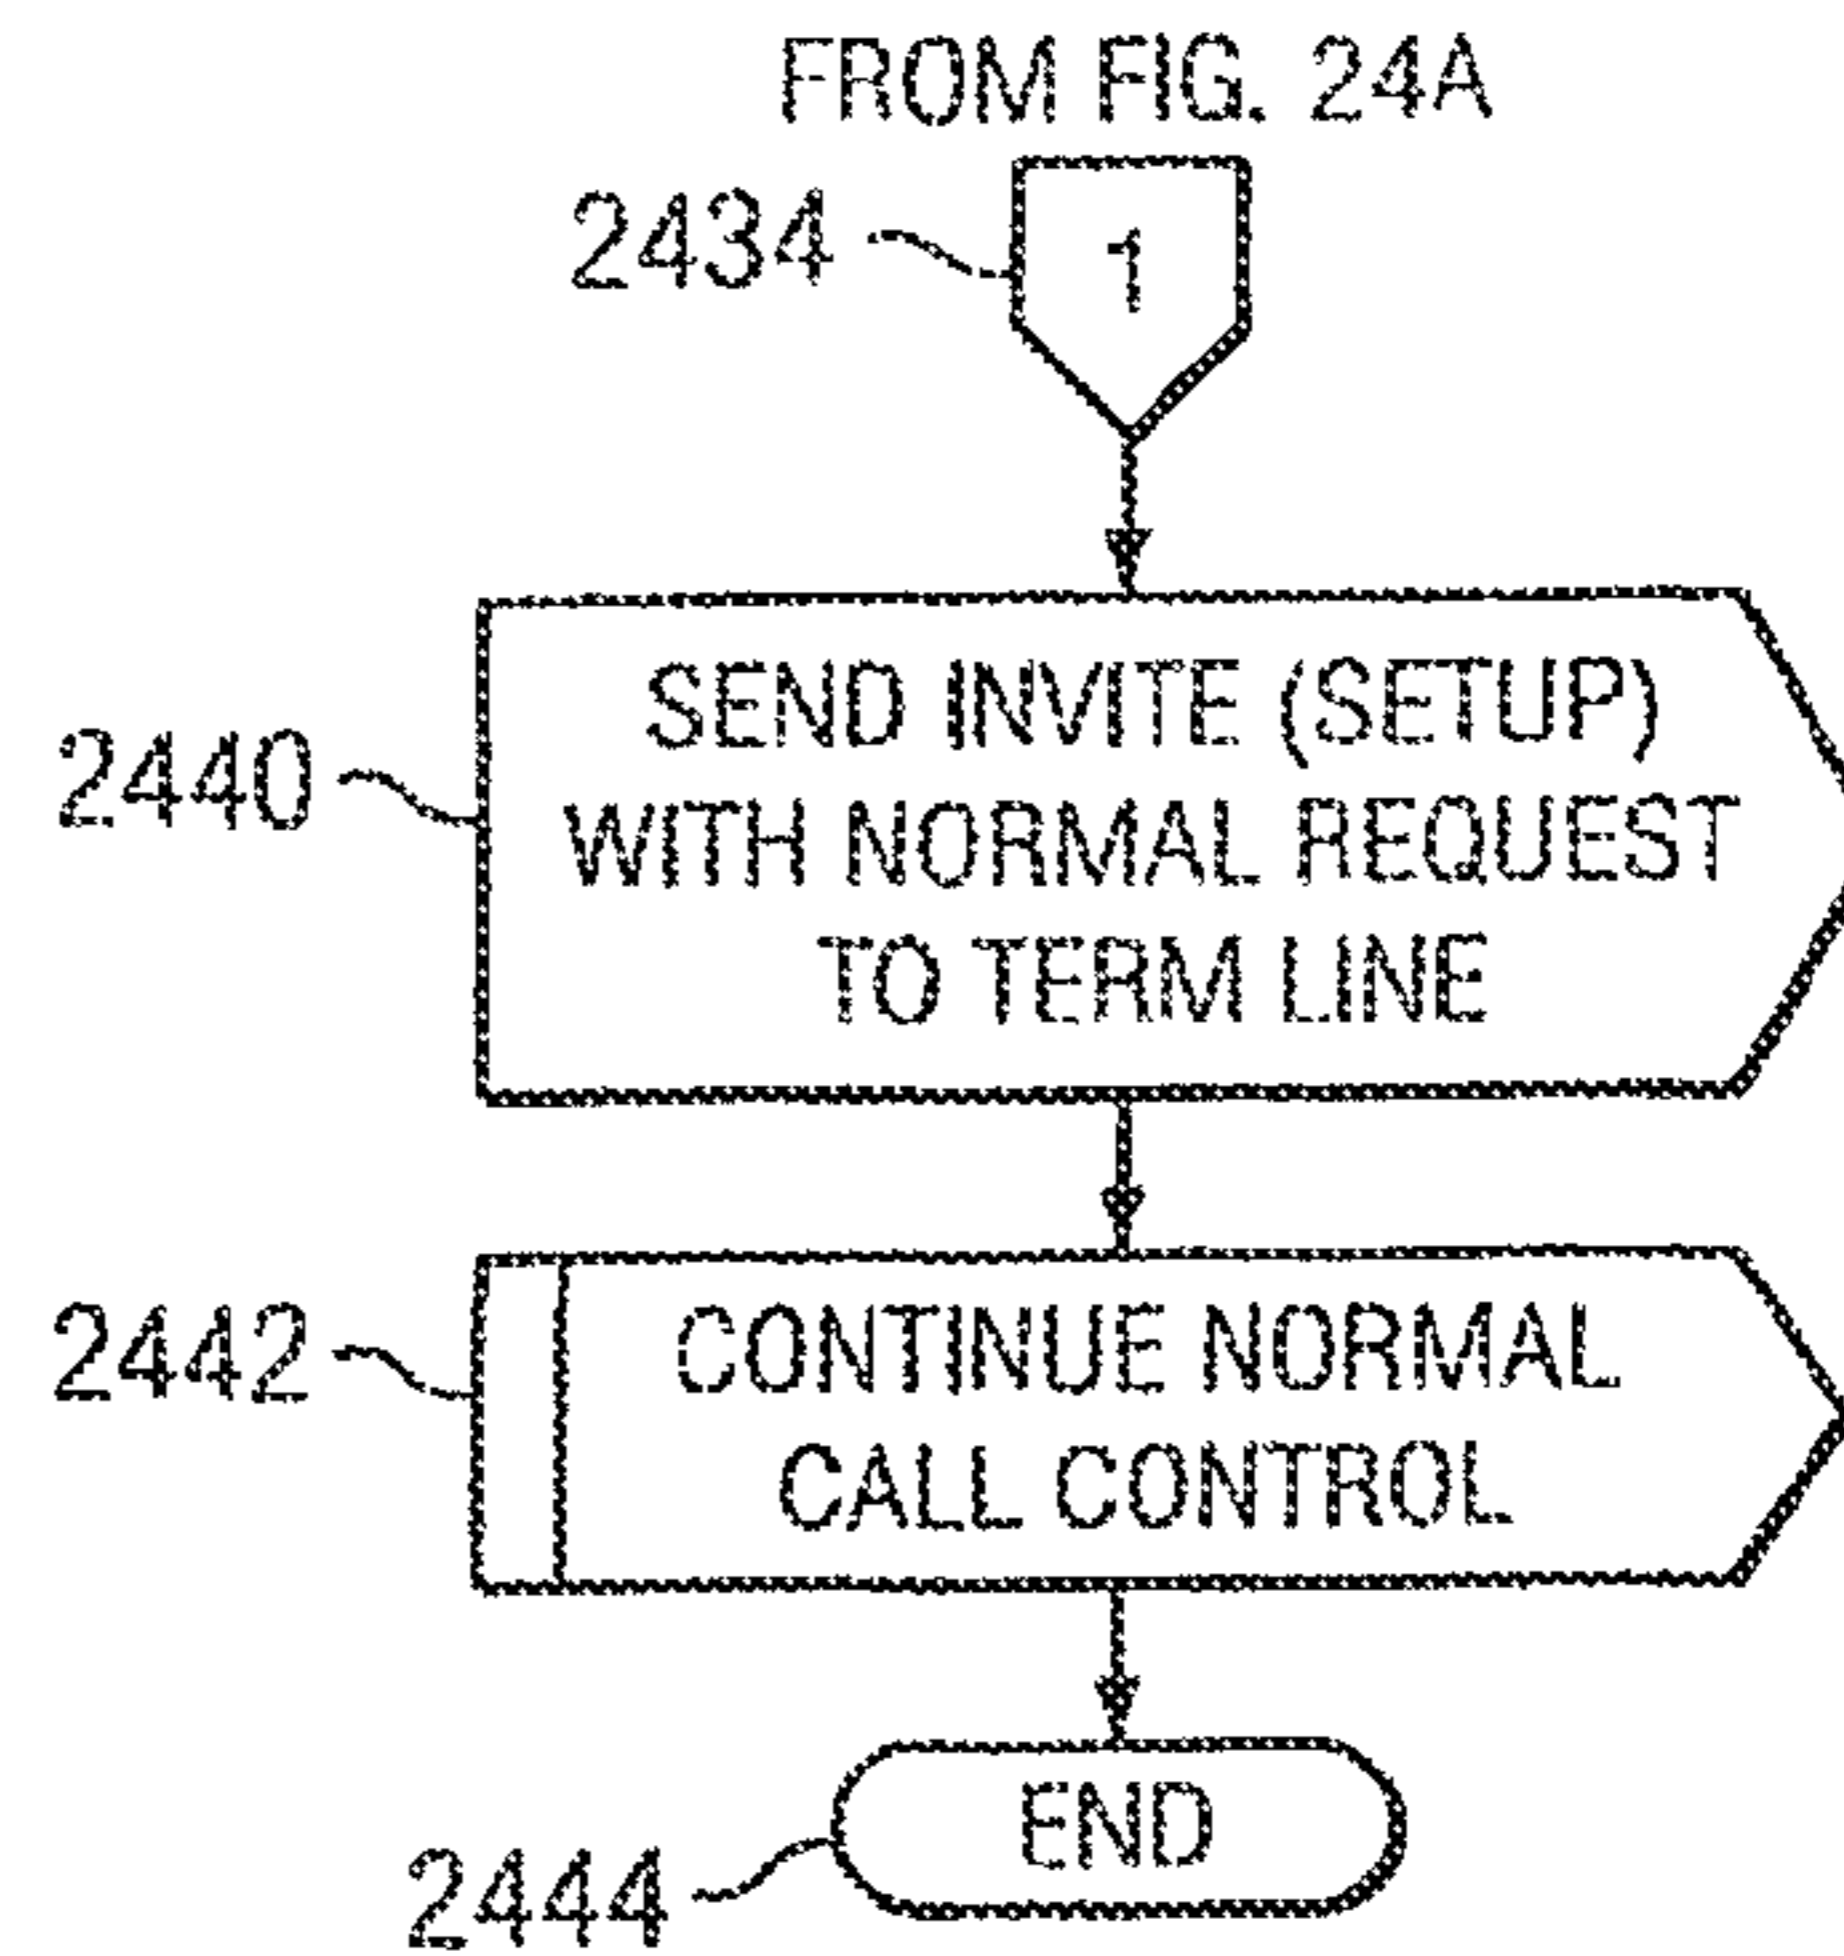 FROM FIG. 24A
2434
1
2440
SEND INVITE (SETUP)
WITH NORMAL REQUEST
TO TERM LINE
2442
CONTINUE NORMAL
CALL CONTROL
END
2444